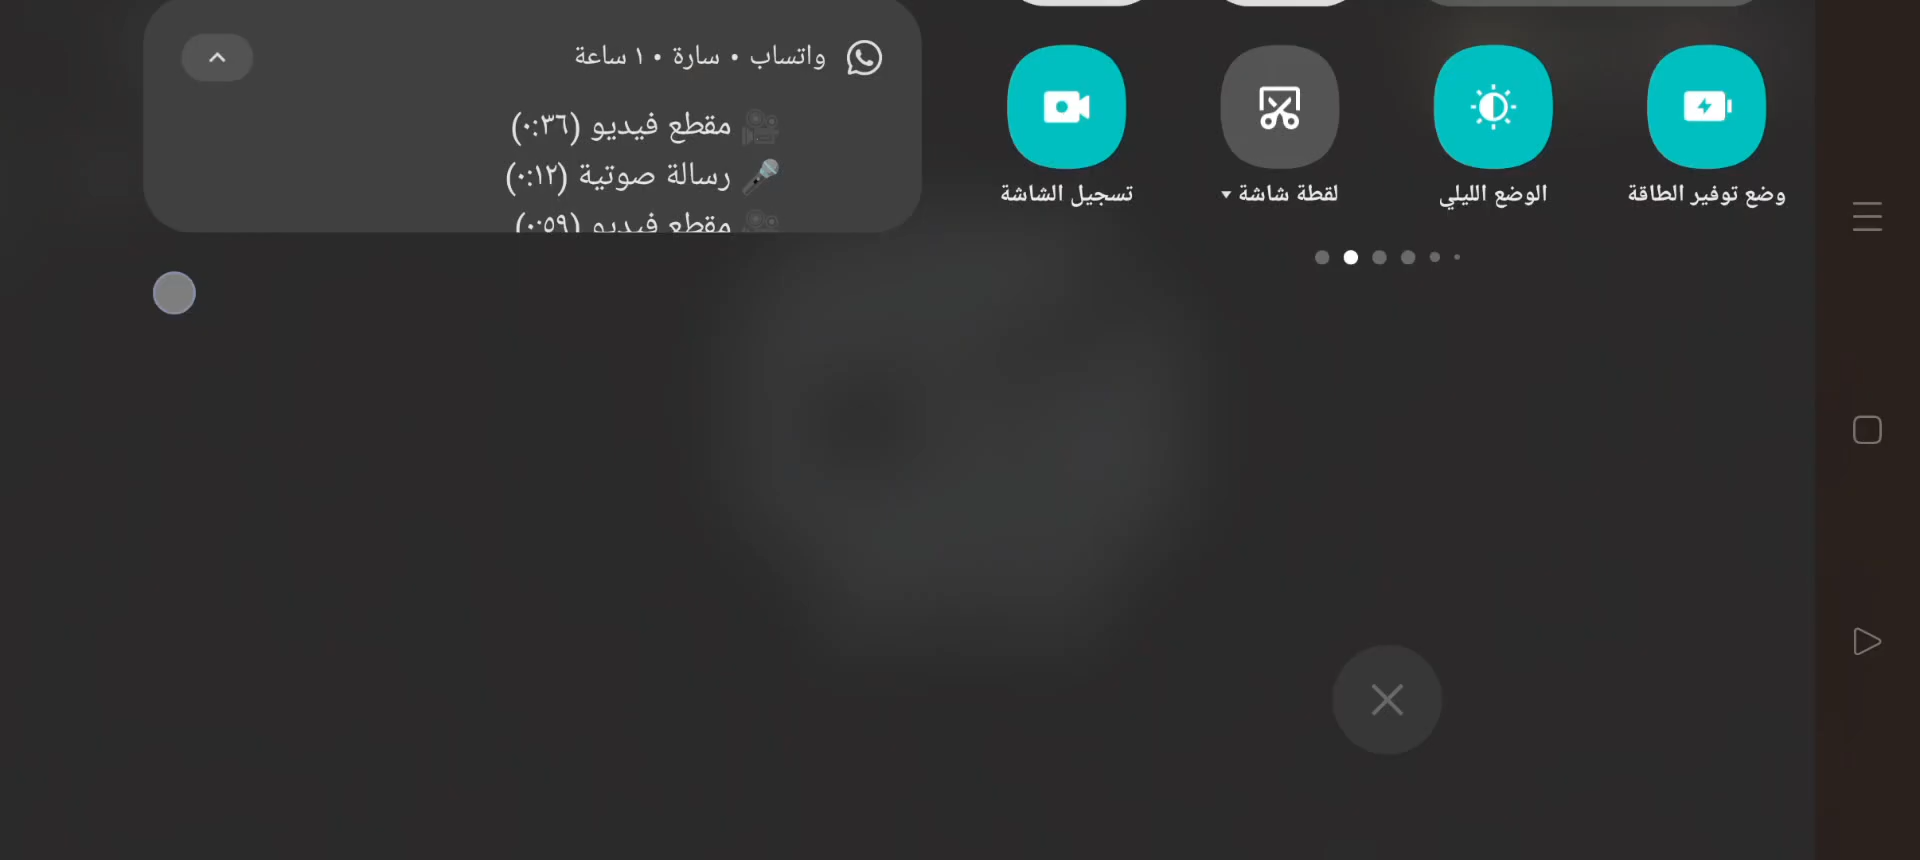 واتساب • سارة • ١ ساعة
🎥 مقطع فيديو (٠:٣٦)
🎤 رسالة صوتية (٠:١٢)
🎥 مقطع فيديو (٠:٥٩)
وضع توفير الطاقة
الوضع الليلي
لقطة شاشة
تسجيل الشاشة